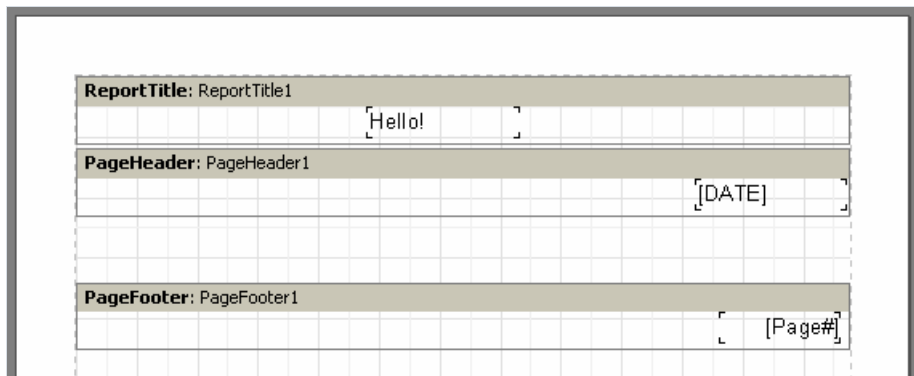 ReportTitle: ReportTitle1
Hello!
PageHeader: PageHeader1
[DATE]
PageFooter: PageFooter1
[Page#]